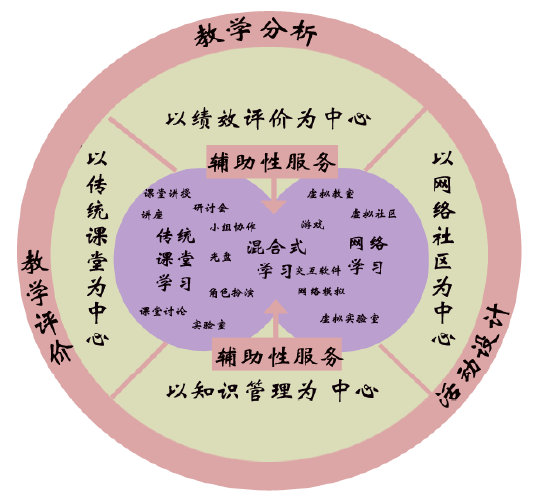 教学分析
以绩效评价为中心
辅助性服务
以传统课堂为中心
以网络社区为中心
课堂讲授
虚拟教室
讲座
研讨会
虚拟社区
小组协作
游戏
传统课堂学习
混合式学习
网络学习
光盘
交互软件
角色扮演
网络模拟
课堂讨论
实验室
虚拟实验室
辅助性服务
以知识管理为 中心
教学评价
活动设计